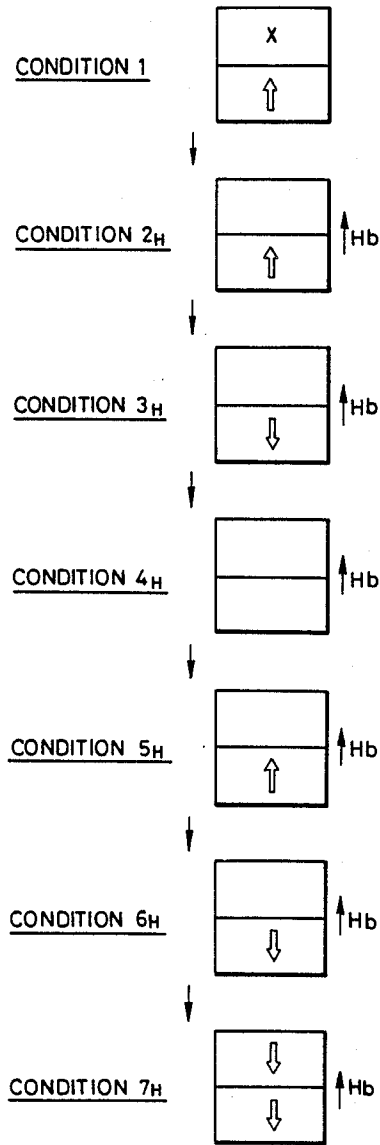 CONDITION 1
X
CONDITION 2H
Hb
CONDITION 3H
Hb
CONDITION 4H
Hb
CONDITION 5H
Hb
CONDITION 6H
Hb
CONDITION 7H
Hb